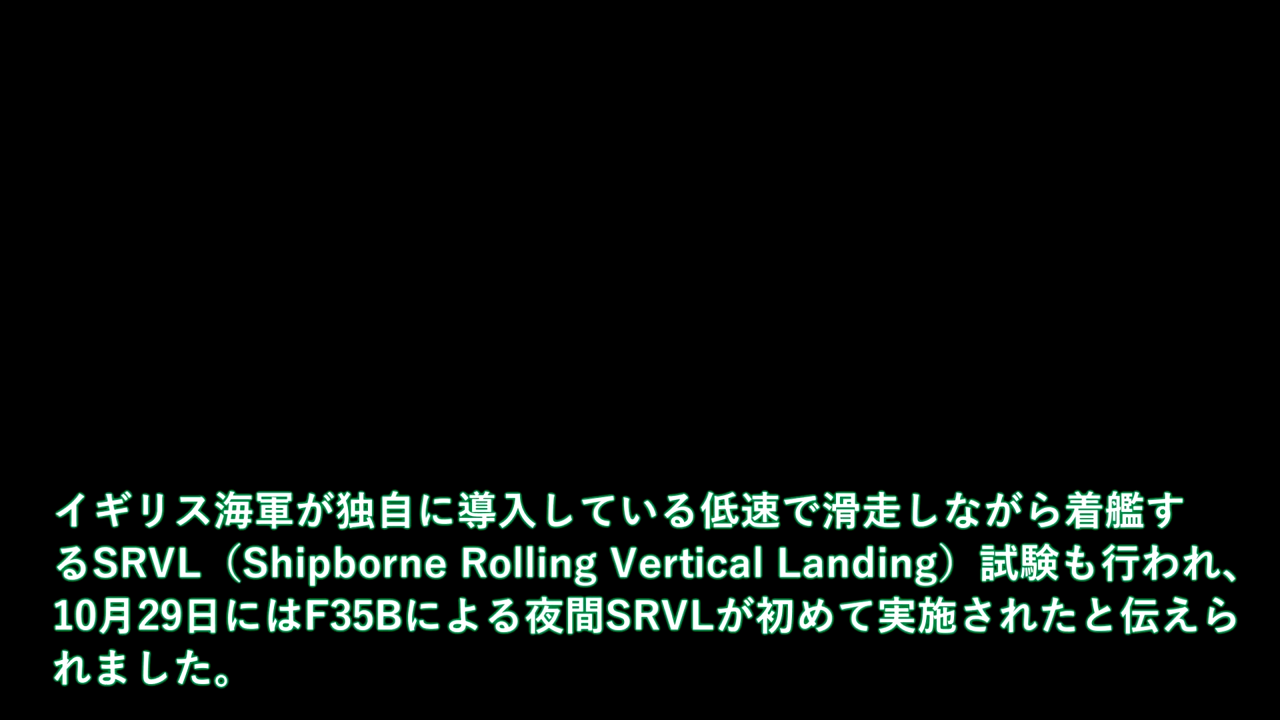 イギリス海軍が独自に導入している低速で滑走しながら着艦す
るSRVL（Shipborne Rolling Vertical Landing）試験も行われ、
10月29日にはF35Bによる夜間SRVLが初めて実施されたと伝えら
れました。